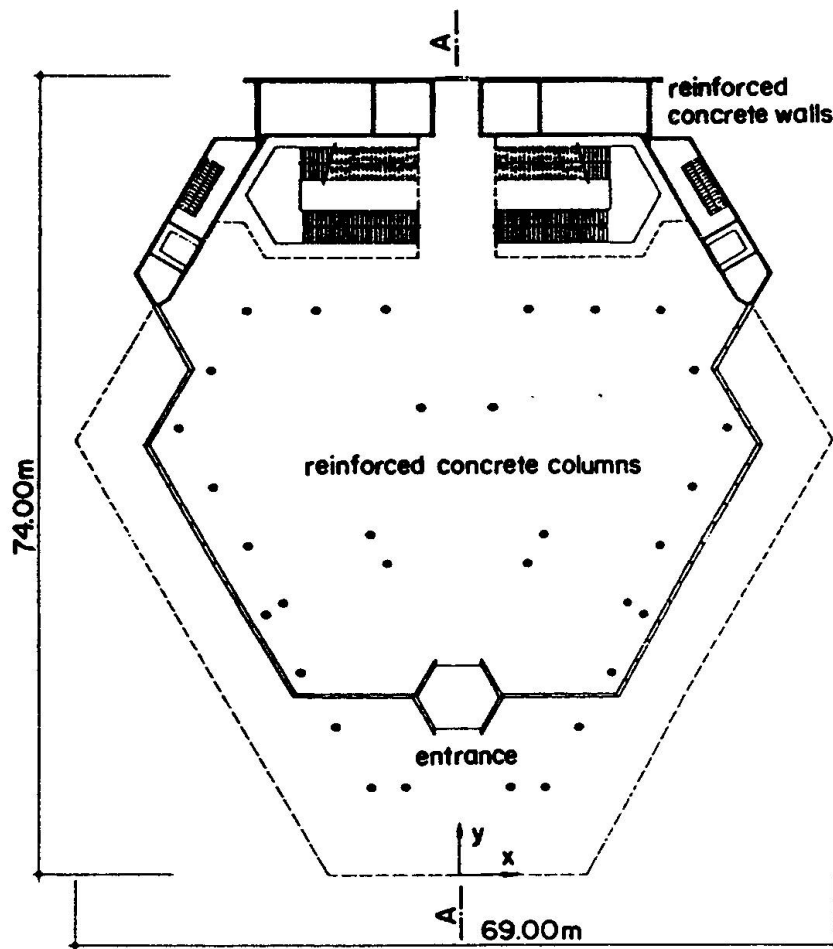 A
reinforced
concrete walls
74.00m
reinforced concrete columns
entrance
y
x
A
69.00m